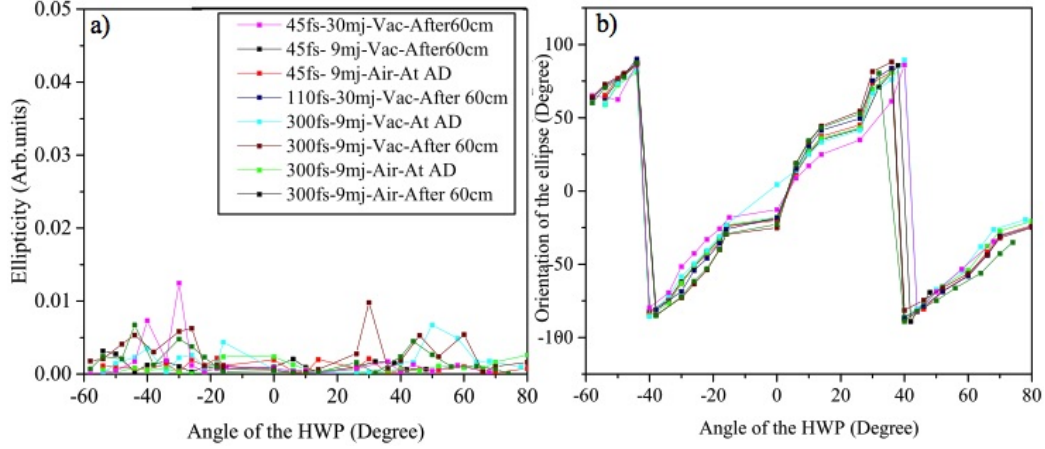 a)
45fs-30mj-Vac-After60cm
45fs- 9mj-Vac-After60cm
45fs- 9mj-Air-At AD
110fs-30mj-Vac-After 60cm
300fs-9mj-Vac-At AD
300fs-9mj-Vac-After 60cm
300fs-9mj-Air-At AD
300fs-9mj-Air-After 60cm
0.05
0.04
0.03
0.02
0.01
0.00
Ellipticity (Arb.units)
-60 -40 -20 0 20 40 60 80
Angle of the HWP (Degree)
b)
100
50
0
-50
-100
Orientation of the ellipse (Degree)
-60 -40 -20 0 20 40 60 80
Angle of the HWP (Degree)